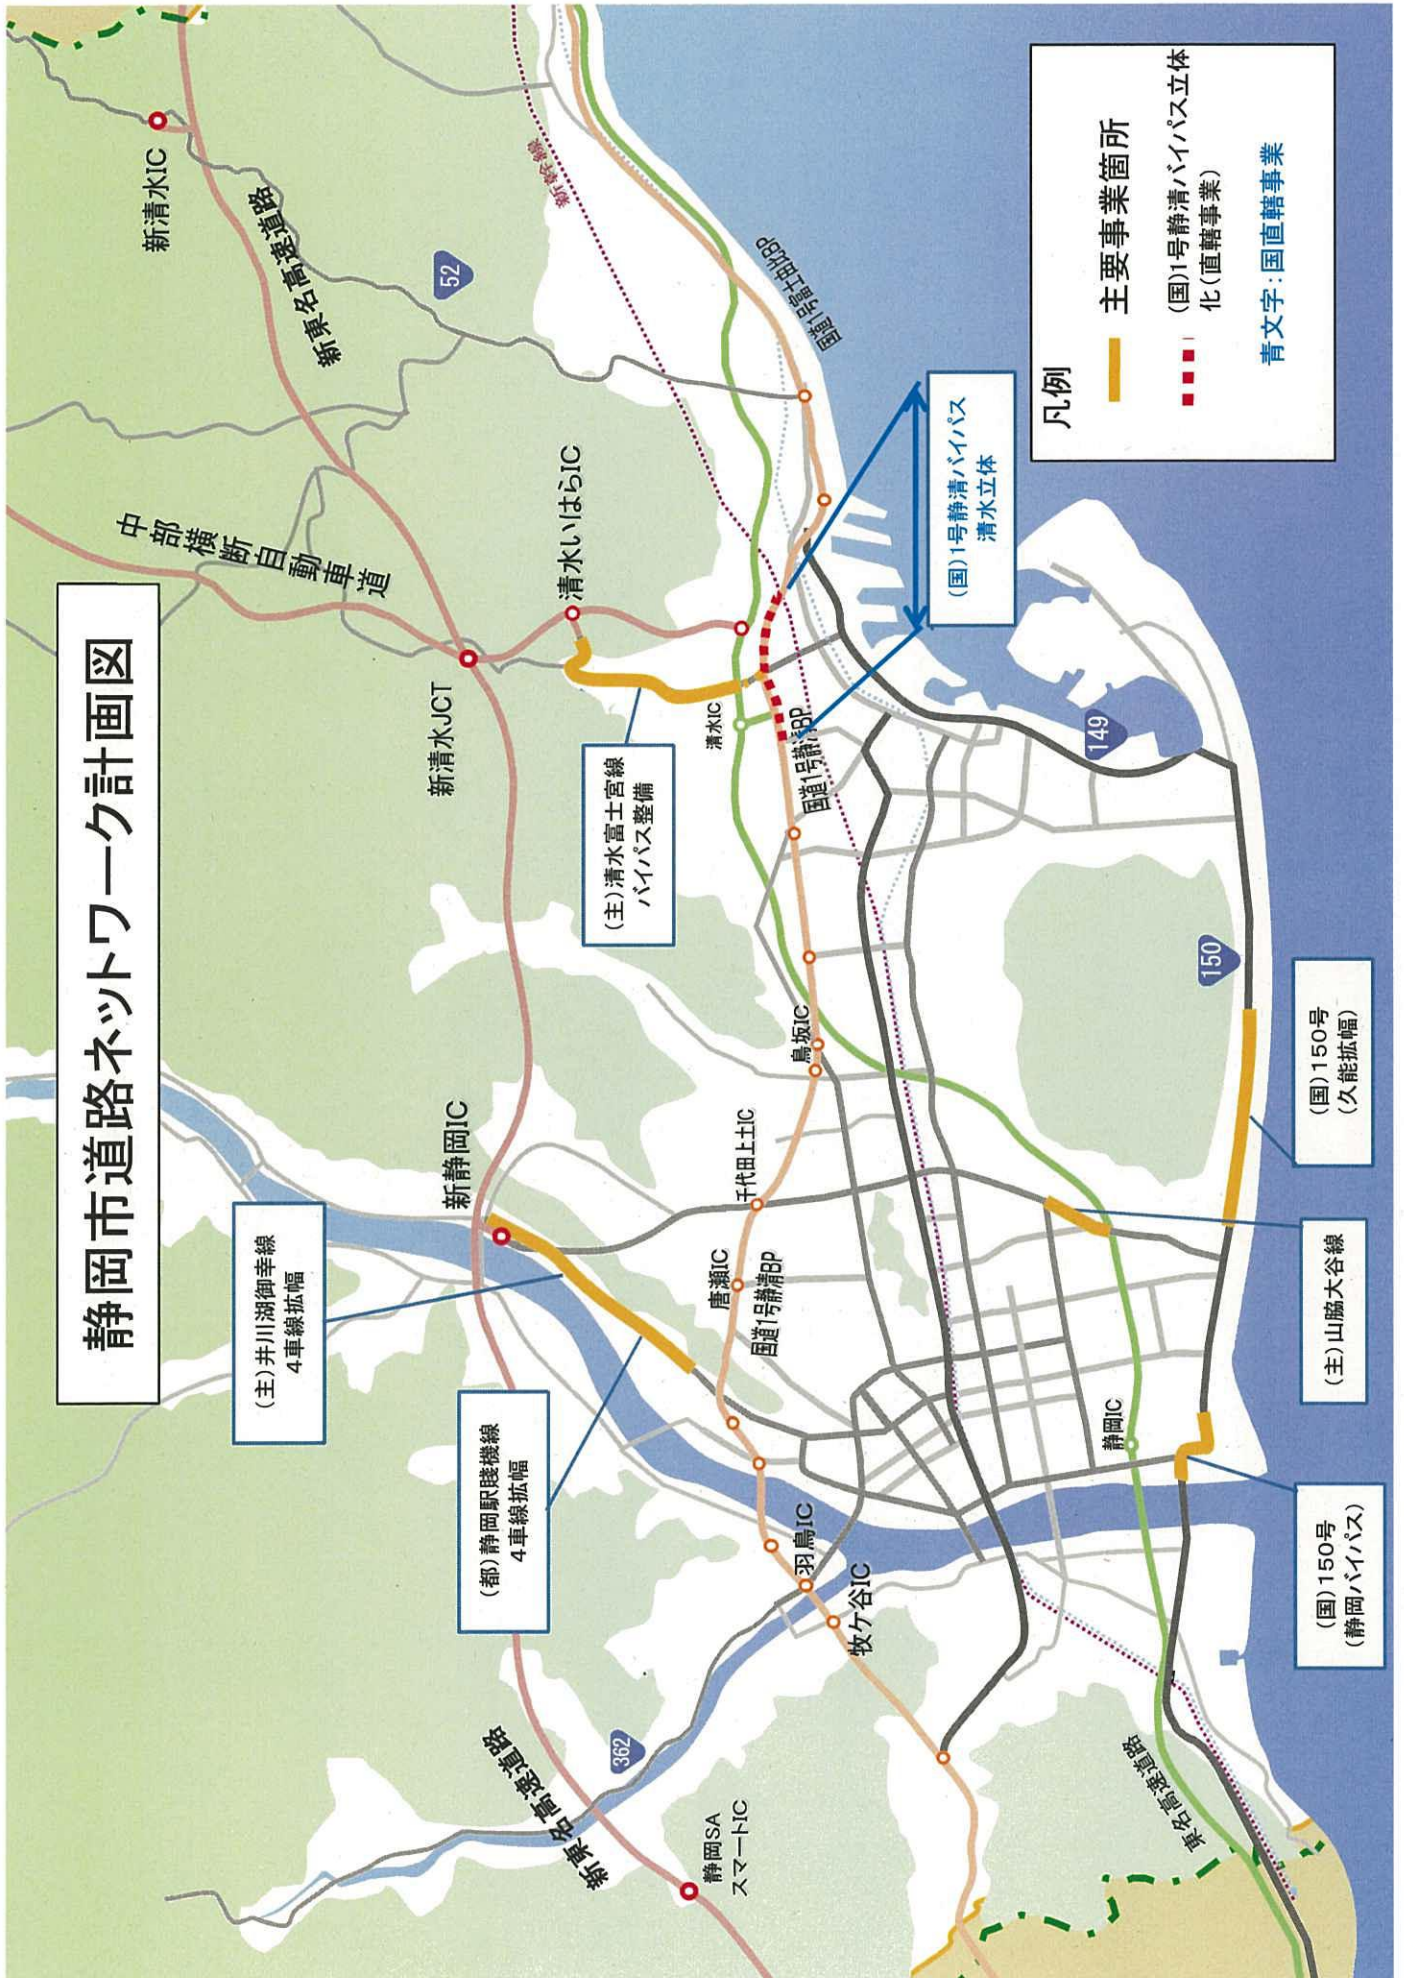 静岡市道路ネットワーク計画図
新清水IC
新東名高速道路
52
新幹線
国道1号富士由比BP
中部横断自動車道
清水いはらIC
新清水JCT
清水IC
国道1号静清BP
(主)清水富士宮線
バイパス整備
(国)1号静清バイパス
清水立体
149
150
新静岡IC
(主)井川湖御幸線
4車線拡幅
(都)静岡駅賤機線
4車線拡幅
鳥坂IC
千代田上土IC
唐瀬IC
国道1号静清BP
羽鳥IC
牧ケ谷IC
362
新東名高速道路
静岡SA
スマートIC
静岡IC
東名高速道路
(国)150号
(久能拡幅)
(主)山脇大谷線
(国)150号
(静岡バイパス)
凡例
主要事業箇所
(国)1号静清バイパス立体
化(直轄事業)
青文字:国直轄事業